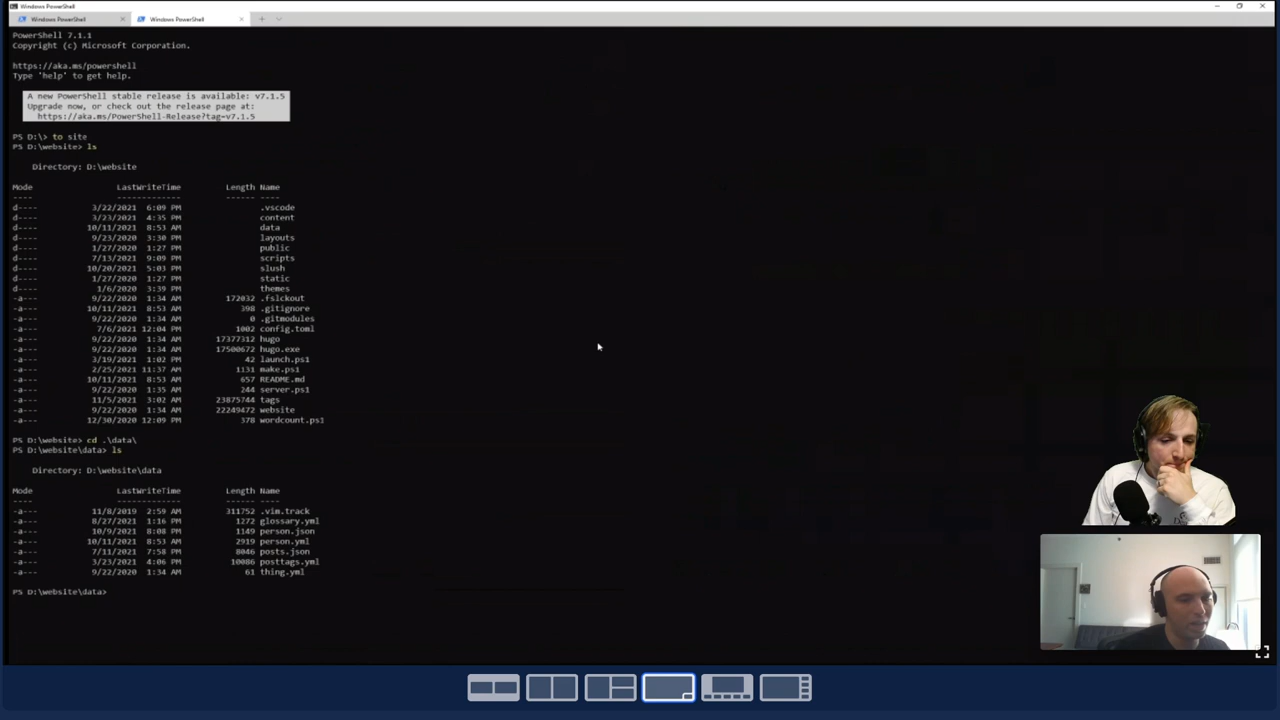 Windows PowerShell
Windows PowerShell
Windows PowerShell
PowerShell 7.1.1
Copyright (c) Microsoft Corporation.
https://aka.ms/powershell
Type 'help' to get help.
A new PowerShell stable release is available: v7.1.5
Upgrade now, or check out the release page at:
https://aka.ms/PowerShell-Release?tag=v7.1.5
PS D:\> to site
PS D:\website> ls
Directory: D:\website
Mode LastWriteTime Length Name
---- ------------- ------ ----
d---- 3/22/2021 6:09 PM .vscode
d---- 3/23/2021 4:35 PM content
d---- 10/11/2021 8:53 AM data
d---- 9/23/2020 3:30 PM layouts
d---- 1/27/2020 1:27 PM public
d---- 7/13/2021 9:09 PM scripts
d---- 10/20/2021 5:03 PM slush
d---- 1/27/2020 1:27 PM static
d---- 1/6/2020 3:39 PM themes
-a--- 9/22/2020 1:34 AM 172032 .fslckout
-a--- 10/11/2021 8:53 AM 398 .gitignore
-a--- 9/22/2020 1:34 AM 0 .gitmodules
-a--- 7/6/2021 12:04 PM 1002 config.toml
-a--- 9/22/2020 1:34 AM 17377312 hugo
-a--- 9/22/2020 1:34 AM 17500672 hugo.exe
-a--- 3/19/2021 1:02 PM 42 launch.ps1
-a--- 2/25/2021 11:37 AM 1131 make.ps1
-a--- 10/11/2021 8:53 AM 657 README.md
-a--- 9/22/2020 1:35 AM 244 server.ps1
-a--- 11/5/2021 3:02 AM 23875744 tags
-a--- 9/22/2020 1:34 AM 22249472 website
-a--- 12/30/2020 12:09 PM 378 wordcount.ps1
PS D:\website> cd .\data\
PS D:\website\data> ls
Directory: D:\website\data
Mode LastWriteTime Length Name
---- ------------- ------ ----
-a--- 11/8/2019 2:59 AM 311752 .vim.track
-a--- 8/27/2021 1:16 PM 1272 glossary.yml
-a--- 10/9/2021 8:08 PM 1149 person.json
-a--- 10/11/2021 8:53 AM 2919 person.yml
-a--- 7/11/2021 7:58 PM 8046 posts.json
-a--- 3/23/2021 4:06 PM 10086 posttags.yml
-a--- 9/22/2020 1:34 AM 61 thing.yml
PS D:\website\data>